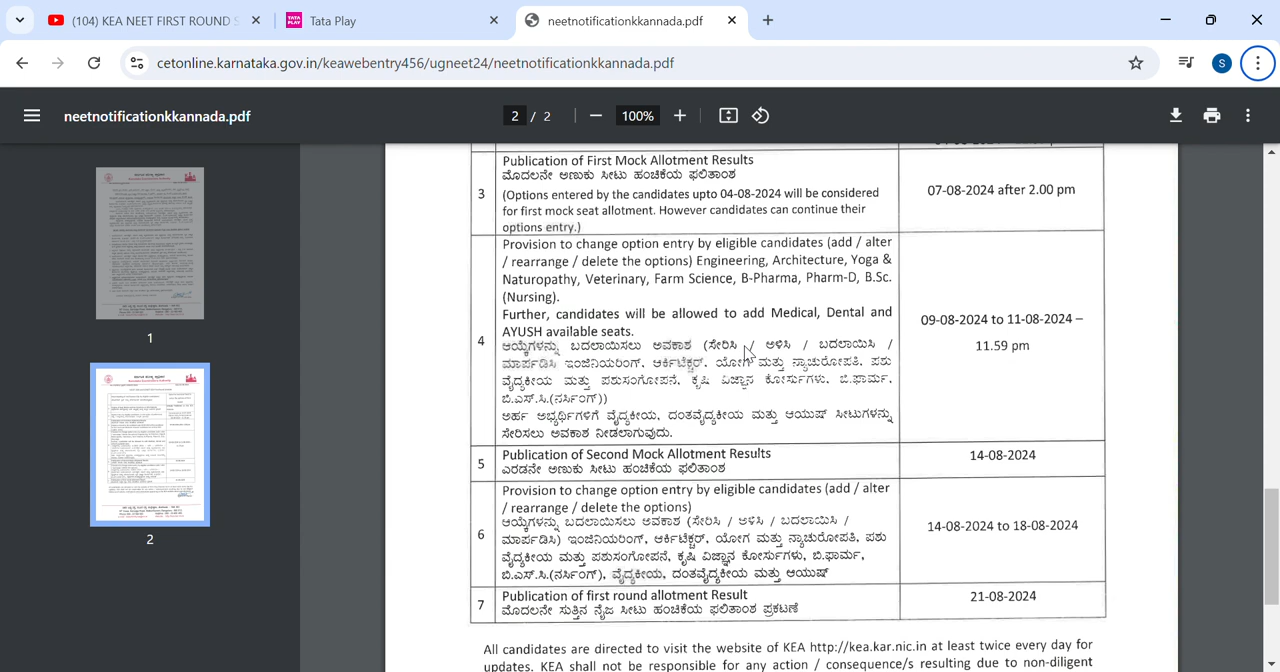 (104) KEA NEET FIRST ROUND S
Tata Play
neetnotificationkkannada.pdf
cetonline.karnataka.gov.in/keawebentry456/ugneet24/neetnotificationkkannada.pdf
S
neetnotificationkkannada.pdf
2 / 2
100%
1
2
3
Publication of First Mock Allotment Results
ಮೊದಲನೇ ಅಣುಕು ಸೀಟು ಹಂಚಿಕೆಯ ಫಲಿತಾಂಶ
(Options entered by the candidates upto 04-08-2024 will be considered
for first mock seat allotment. However candidates can continue their
options entry.)
07-08-2024 after 2.00 pm
4
Provision to change option entry by eligible candidates (add / alter
/ rearrange / delete the options) Engineering, Architecture, Yoga &
Naturopathy, Veterinary, Farm Science, B-Pharma, Pharm-D, B.Sc.
(Nursing).
Further, candidates will be allowed to add Medical, Dental and
AYUSH available seats.
ಆಯ್ಕೆಗಳನ್ನು ಬದಲಾಯಿಸಲು ಅವಕಾಶ (ಸೇರಿಸಿ / ಅಳಿಸಿ / ಬದಲಾಯಿಸಿ /
ಮಾರ್ಪಡಿಸಿ) ಇಂಜಿನಿಯರಿಂಗ್, ಆರ್ಕಿಟೆಕ್ಚರ್, ಯೋಗ ಮತ್ತು ನ್ಯಾಚುರೋಪತಿ, ಪಶು
ವೈದ್ಯಕೀಯ ಮತ್ತು ಪಶುಸಂಗೋಪನೆ, ಕೃಷಿ ವಿಜ್ಞಾನ ಕೋರ್ಸುಗಳು, ಬಿ.ಫಾರ್ಮ,
ಬಿ.ಎಸ್.ಸಿ.(ನರ್ಸಿಂಗ್),
ಅರ್ಹ ಅಭ್ಯರ್ಥಿಗಳಿಗೆ ವೈದ್ಯಕೀಯ, ದಂತವೈದ್ಯಕೀಯ ಮತ್ತು ಆಯುಷ್ ಸೀಟುಗಳನ್ನು
ಸೇರಿಸಲು ಅವಕಾಶ ನೀಡಲಾಗುವುದು.
09-08-2024 to 11-08-2024 –
11.59 pm
5
Publication of Second Mock Allotment Results
ಎರಡನೇ ಅಣುಕು ಸೀಟು ಹಂಚಿಕೆಯ ಫಲಿತಾಂಶ
14-08-2024
6
Provision to change option entry by eligible candidates (add / alter
/ rearrange / delete the options)
ಆಯ್ಕೆಗಳನ್ನು ಬದಲಾಯಿಸಲು ಅವಕಾಶ (ಸೇರಿಸಿ / ಅಳಿಸಿ / ಬದಲಾಯಿಸಿ /
ಮಾರ್ಪಡಿಸಿ) ಇಂಜಿನಿಯರಿಂಗ್, ಆರ್ಕಿಟೆಕ್ಚರ್, ಯೋಗ ಮತ್ತು ನ್ಯಾಚುರೋಪತಿ, ಪಶು
ವೈದ್ಯಕೀಯ ಮತ್ತು ಪಶುಸಂಗೋಪನೆ, ಕೃಷಿ ವಿಜ್ಞಾನ ಕೋರ್ಸುಗಳು, ಬಿ.ಫಾರ್ಮ,
ಬಿ.ಎಸ್.ಸಿ.(ನರ್ಸಿಂಗ್), ವೈದ್ಯಕೀಯ, ದಂತವೈದ್ಯಕೀಯ ಮತ್ತು ಆಯುಷ್
14-08-2024 to 18-08-2024
7
Publication of first round allotment Result
ಮೊದಲನೇ ಸುತ್ತಿನ ನೈಜ ಸೀಟು ಹಂಚಿಕೆಯ ಫಲಿತಾಂಶ ಪ್ರಕಟಣೆ
21-08-2024
All candidates are directed to visit the website of KEA http://kea.kar.nic.in at least twice every day for
updates. KEA shall not be responsible for any action / consequence/s resulting due to non-diligent